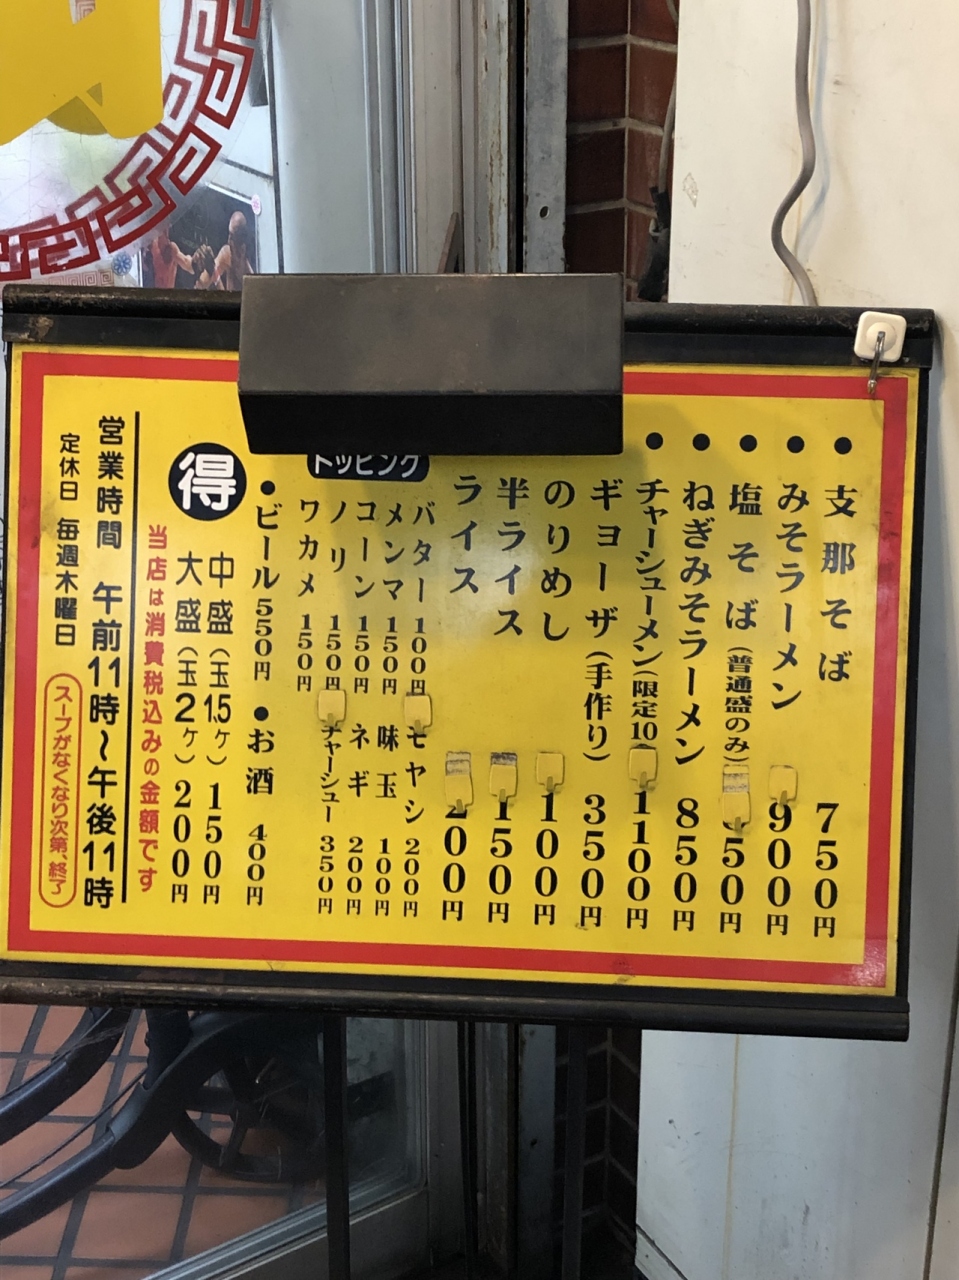 支那そば 750円
みそラーメン 900円
塩そば(普通盛のみ) 50円
ねぎみそラーメン 850円
チャーシューメン(限定10 1100円
ギョーザ(手作り) 350円
のりめし 100円
半ライス 150円
ライス 200円
トッピング
バター 100円 モヤシ 200円
メンマ 150円 味玉 100円
コーン 150円 ネギ 200円
ノリ 150円 チャーシュー 350円
ワカメ 150円
●ビール 550円 ●お酒 400円
得
中盛(玉1.5ヶ) 150円
大盛(玉2ヶ) 200円
当店は消費税込みの金額です
営業時間 午前11時～午後11時
定休日 毎週木曜日
スープがなくなり次第、終了